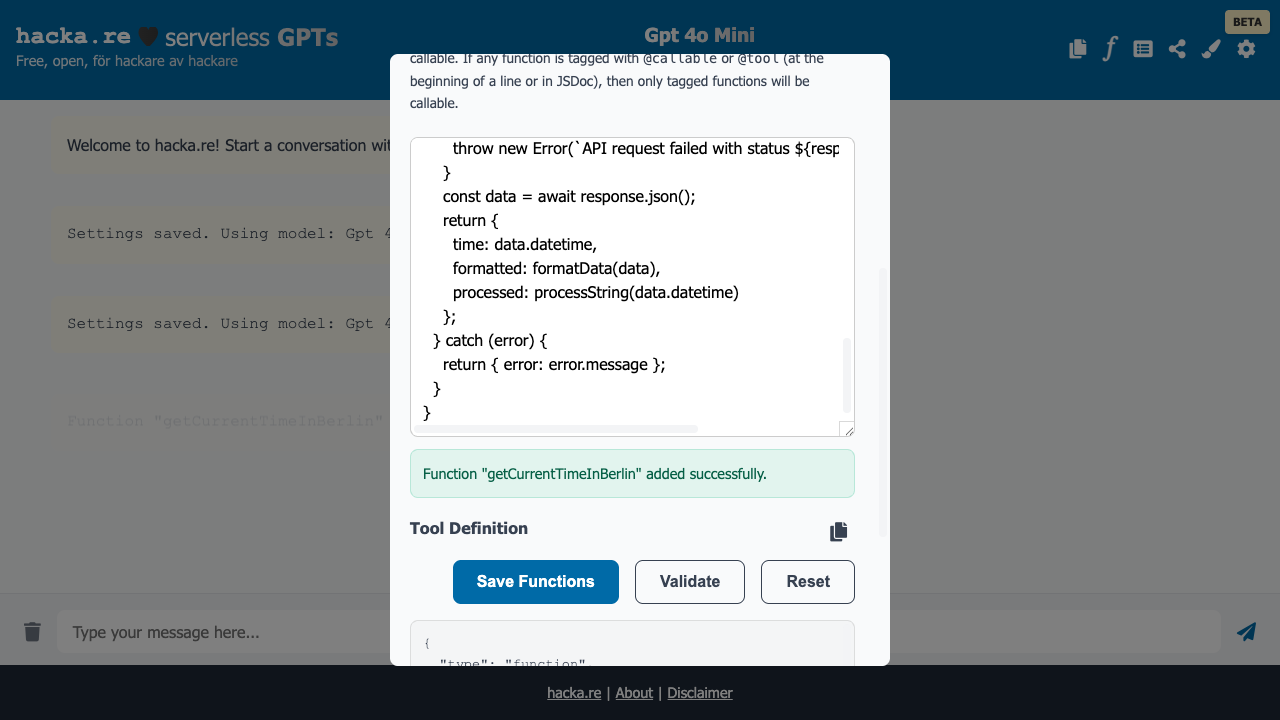 hacka.re 🖤 serverless GPTs
Free, open, för hackare av hackare
Gpt 4o Mini
BETA
Welcome to hacka.re! Start a conversation wit
Settings saved. Using model: Gpt 4
Settings saved. Using model: Gpt 4
Function "getCurrentTimeInBerlin"
callable. If any function is tagged with @callable or @tool (at the
beginning of a line or in JSDoc), then only tagged functions will be
callable.
throw new Error(`API request failed with status ${resp
}
const data = await response.json();
return {
time: data.datetime,
formatted: formatData(data),
processed: processString(data.datetime)
};
} catch (error) {
return { error: error.message };
}
}
Function "getCurrentTimeInBerlin" added successfully.
Tool Definition
Save Functions
Validate
Reset
{
"type": "function",
Type your message here...
hacka.re | About | Disclaimer